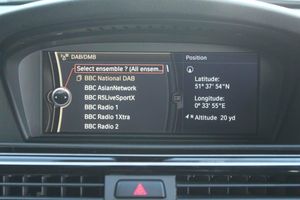 DAB/DMB
Select ensemble ? (All ensem..
BBC National DAB
BBC AsianNetwork
BBC R5LiveSportX
BBC Radio 1
BBC Radio 1Xtra
BBC Radio 2
Position
Latitude:
51° 37' 54"N
Longitude:
0° 33' 55"E
Altitude 20 yd